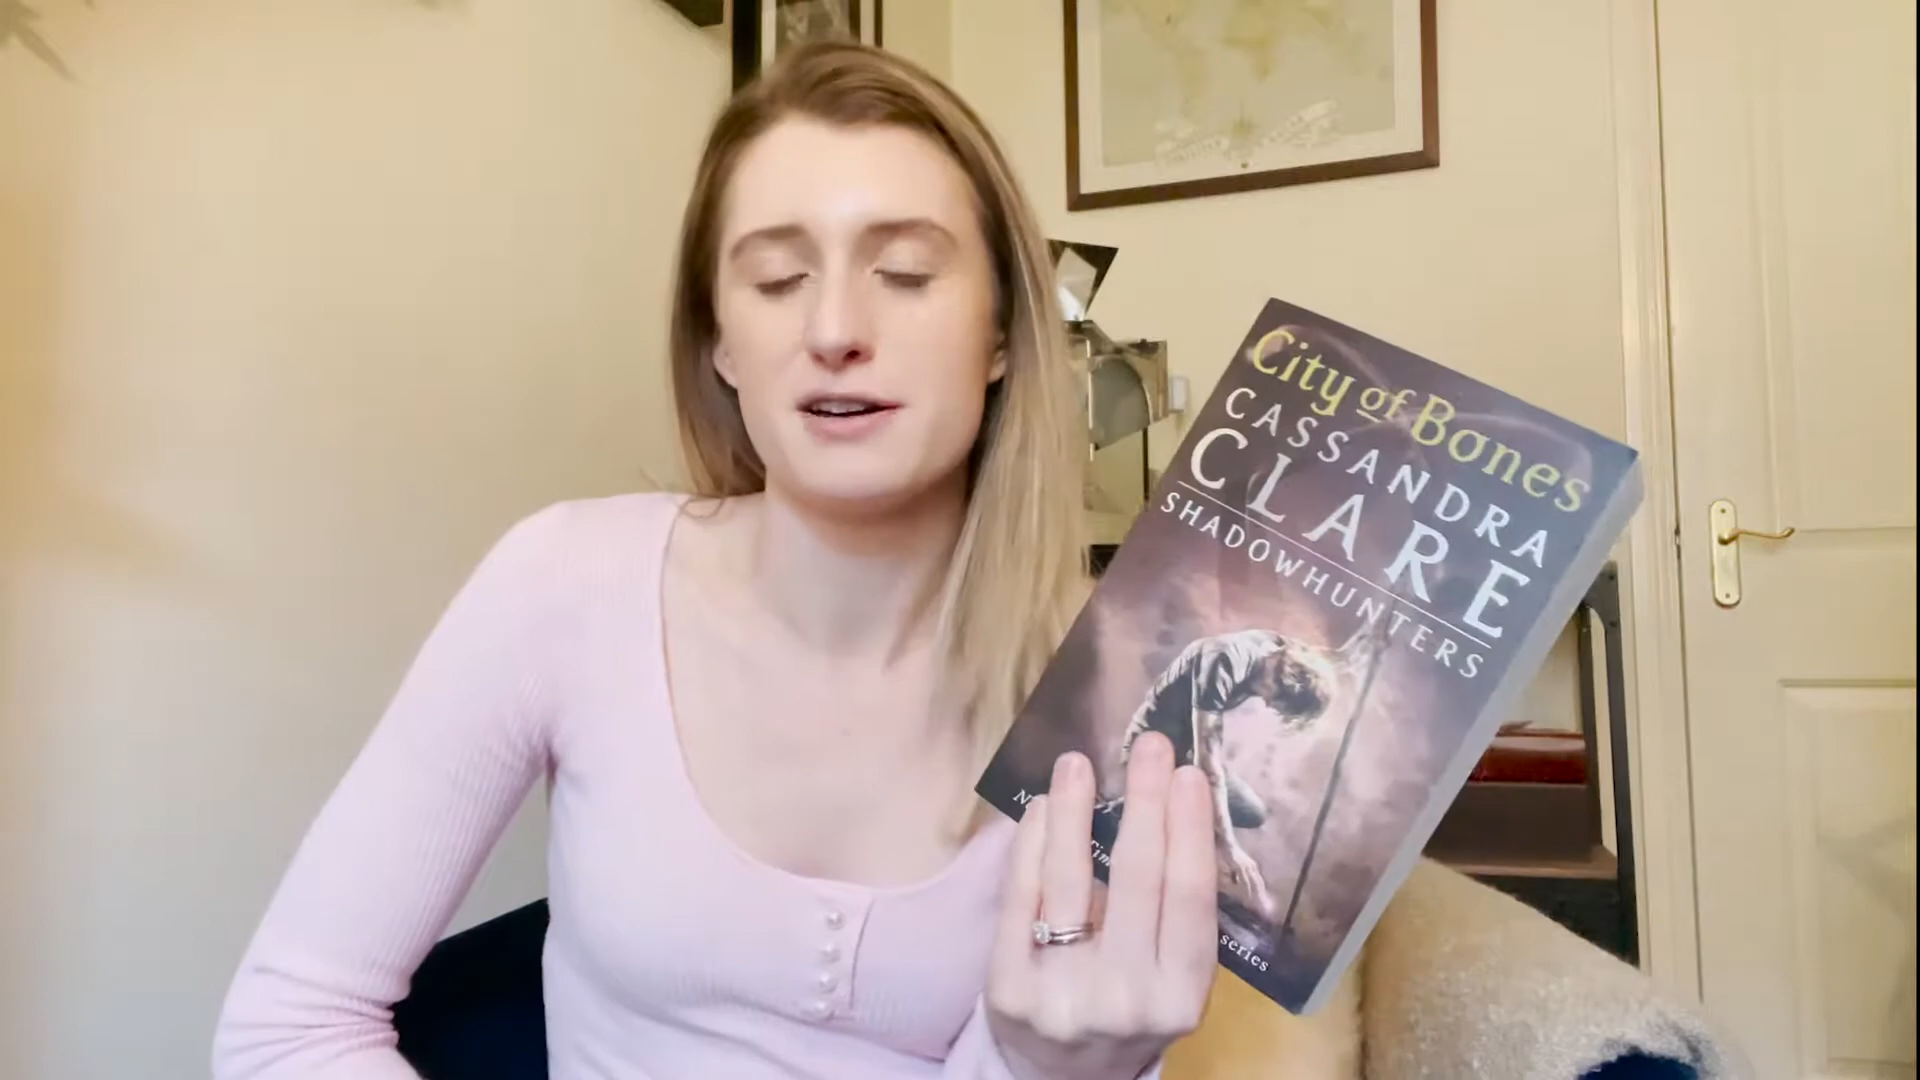 City of Bones
CASSANDRA
CLARE
SHADOWHUNTERS
series